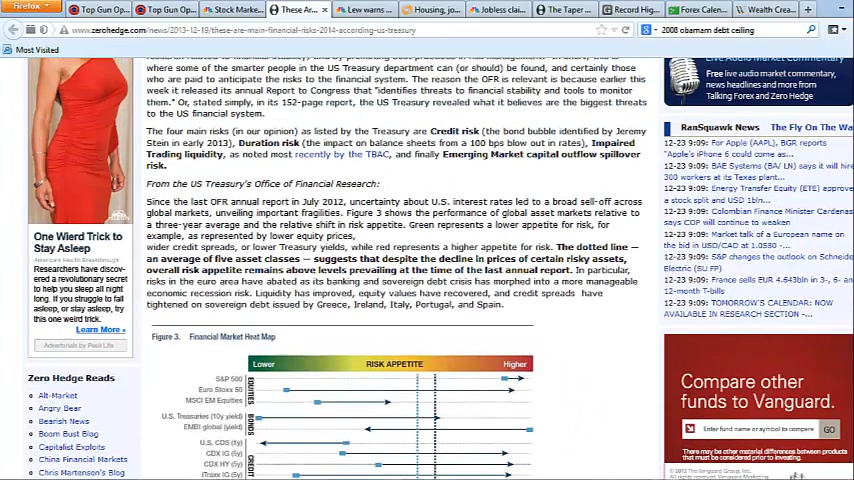 Firefox
Top Gun Op...
Top Gun Op...
Stock Marke...
These Ar...
Lew warns ...
Housing, jo...
Jobless claim...
The Taper ...
Record Hig...
Forex Calen...
Wealth Crea...
www.zerohedge.com/news/2013-12-19/these-are-main-financial-risks-2014-according-us-treasury
2008 obamam debt ceiling
Most Visited
where some of the smarter people in the US Treasury department can (or should) be found, and certainly those
who are paid to anticipate the risks to the financial system. The reason the OFR is relevant is because earlier this
week it released its annual Report to Congress that "identifies threats to financial stability and tools to monitor
them." Or, stated simply, in its 152-page report, the US Treasury revealed what it believes are the biggest threats
to the US financial system.
The four main risks (in our opinion) as listed by the Treasury are Credit risk (the bond bubble identified by Jeremy
Stein in early 2013), Duration risk (the impact on balance sheets from a 100 bps blow out in rates), Impaired
Trading liquidity, as noted most recently by the TBAC, and finally Emerging Market capital outflow spillover
risk.
From the US Treasury's Office of Financial Research:
Since the last OFR annual report in July 2012, uncertainty about U.S. interest rates led to a broad sell-off across
global markets, unveiling important fragilities. Figure 3 shows the performance of global asset markets relative to
a three-year average and the relative shift in risk appetite. Green represents a lower appetite for risk, for
example, as represented by lower equity prices,
wider credit spreads, or lower Treasury yields, while red represents a higher appetite for risk. The dotted line —
an average of five asset classes — suggests that despite the decline in prices of certain risky assets,
overall risk appetite remains above levels prevailing at the time of the last annual report. In particular,
risks in the euro area have abated as its banking and sovereign debt crisis has morphed into a more manageable
economic recession risk. Liquidity has improved, equity values have recovered, and credit spreads have
tightened on sovereign debt issued by Greece, Ireland, Italy, Portugal, and Spain.
Figure 3. Financial Market Heat Map
Lower RISK APPETITE Higher
EQUITIES
S&P 500
Euro Stoxx 50
MSCI EM Equities
BONDS
U.S. Treasuries (10y yield)
EMBI global (yield)
CREDIT
U.S. CDS (1y)
CDX IG (5y)
CDX HY (5y)
iTraxx IG (5y)
One Wierd Trick to
Stay Asleep
Advertisement by Health Breakthrough
Researchers have discov-
ered a revolutionary secret
to help you sleep all night
long. If you struggle to fall
asleep, or stay asleep, try
this one weird trick.
Learn More »
Zero Hedge Reads
Alt-Market
Angry Bear
Bearish News
Boom Bust Blog
Capitalist Exploits
China Financial Markets
Chris Martenson's Blog
Live Audio Market Commentary
Free live audio market commentary,
news headlines and more from
Talking Forex and Zero Hedge
RanSquawk News The Fly On The Wa
12-23 9:09: For Apple (AAPL), BGR reports
"Apple's iPhone 6 could come as...
12-23 9:09: BAE Systems (BA/ LN) says it will hire
300 workers at its Texas plant...
12-23 9:09: Energy Transfer Equity (ETE) approve
a stock split and USD 1bln...
12-23 9:09: Colombian Finance Minister Cardenas
says COP will continue to weaken
12-23 9:09: Market talk of a European name on
the bid in USD/CAD at 1.0580 -...
12-23 9:09: S&P changes the outlook on Schneide
Electric (SU FP)
12-23 9:09: France sells EUR 4.643bln in 3-, 6- an
12-month T-bills
12-23 9:09: TOMORROW'S CALENDAR: NOW
AVAILABLE IN RESEARCH SECTION -...
Compare other
funds to Vanguard.
Enter fund name or symbol to compare
GO
There may be other material differences between products
that must be considered prior to investing.